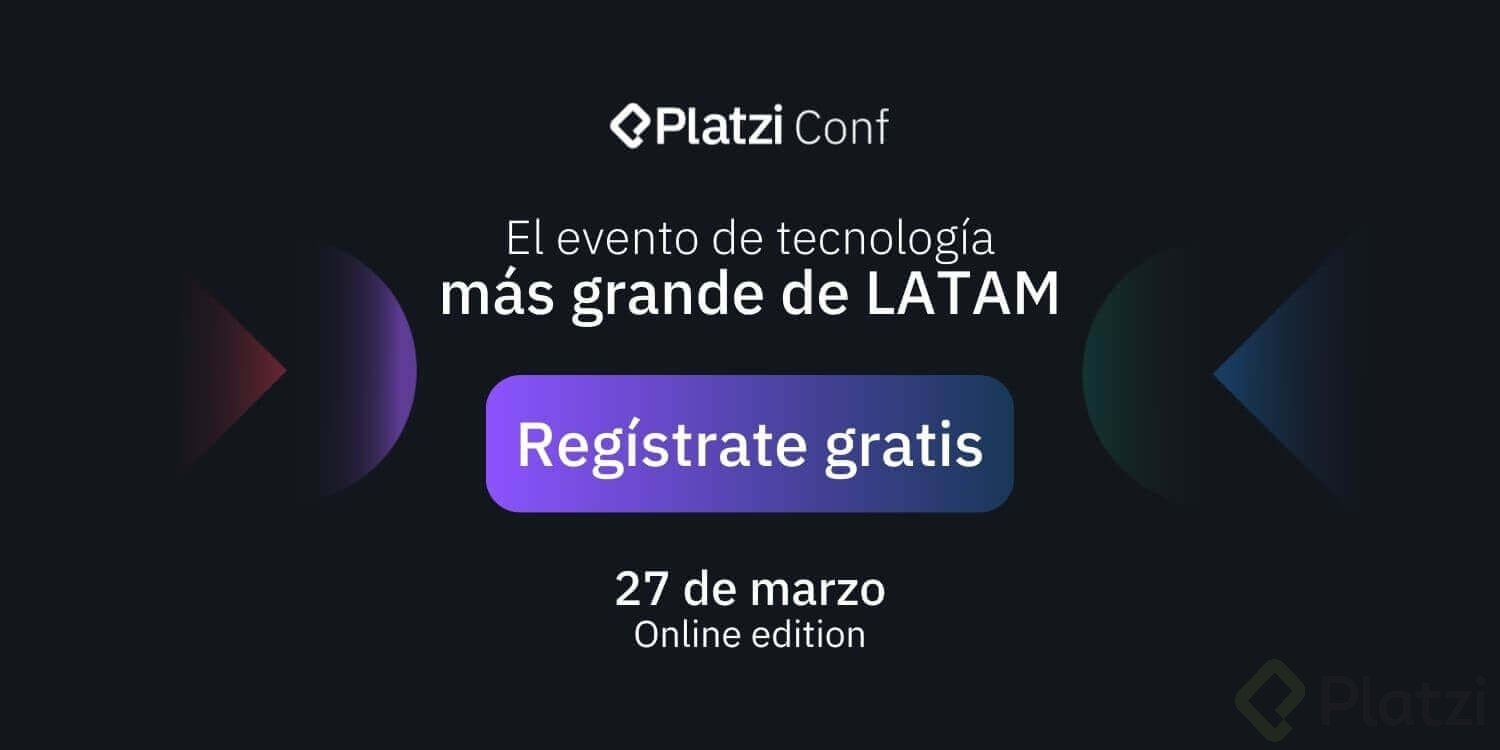 Platzi Conf
El evento de tecnología
más grande de LATAM
Regístrate gratis
27 de marzo
Online edition
Platzi